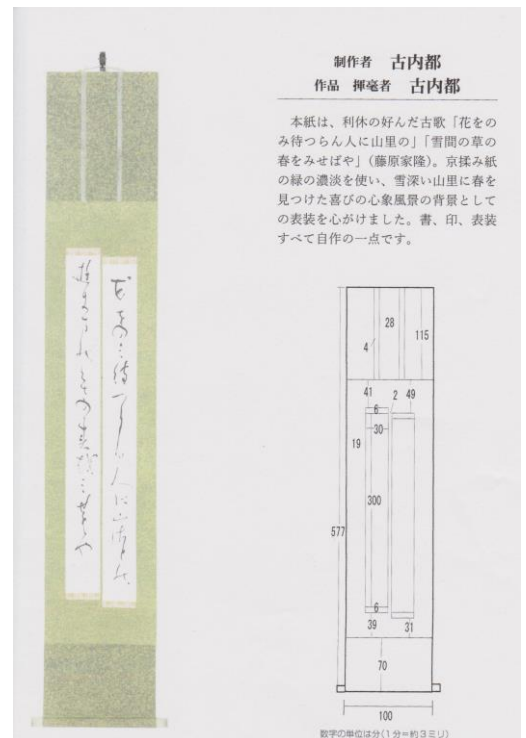 制作者　古内都
作品　揮毫者　古内都
本紙は、利休の好んだ古歌「花をの
み待つらん人に山里の」「雪間の草の
春をみせばや」（藤原家隆）。京揉み紙
の緑の濃淡を使い、雪深い山里に春を
見つけた喜びの心象風景の背景として
の表装を心がけました。書、印、表装
すべて自作の一点です。
28
115
4
41
2
49
6
30
19
300
577
6
39
31
70
100
数字の単位は分(1分=約3ミリ)